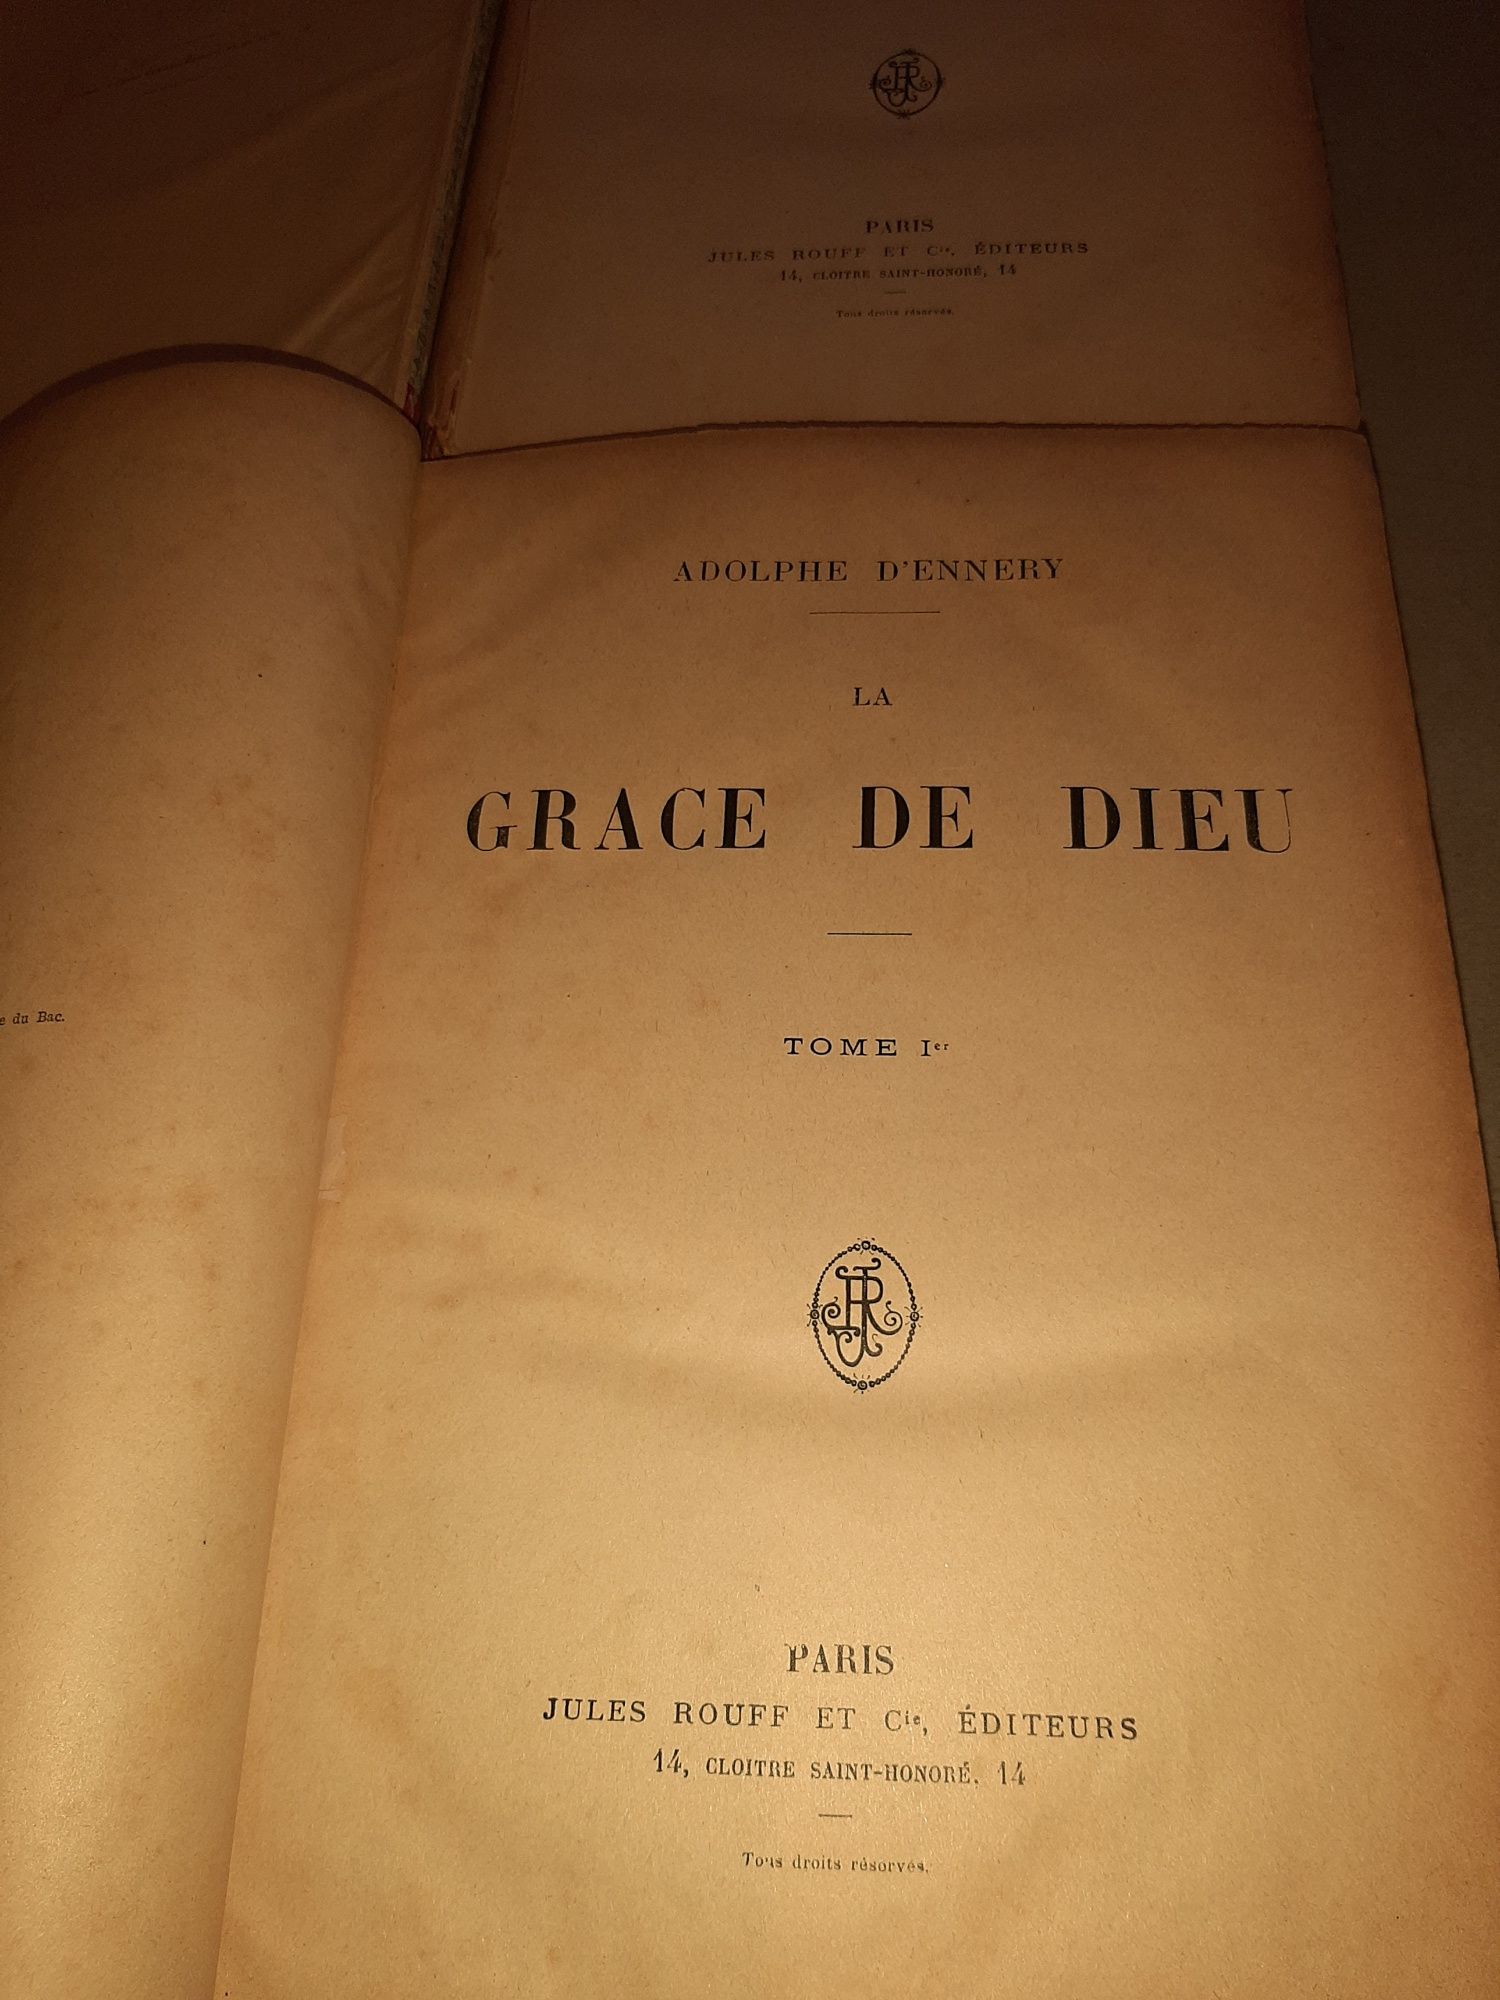 JR
PARIS
JULES ROUFF ET Cie, ÉDITEURS
14, CLOITRE SAINT-HONORÉ, 14
Tous droits réservés.
e du Bac.
ADOLPHE D'ENNERY
LA
GRACE DE DIEU
TOME Ier
JR
PARIS
JULES ROUFF ET Cie, ÉDITEURS
14, CLOITRE SAINT-HONORÉ, 14
Tous droits réservés.